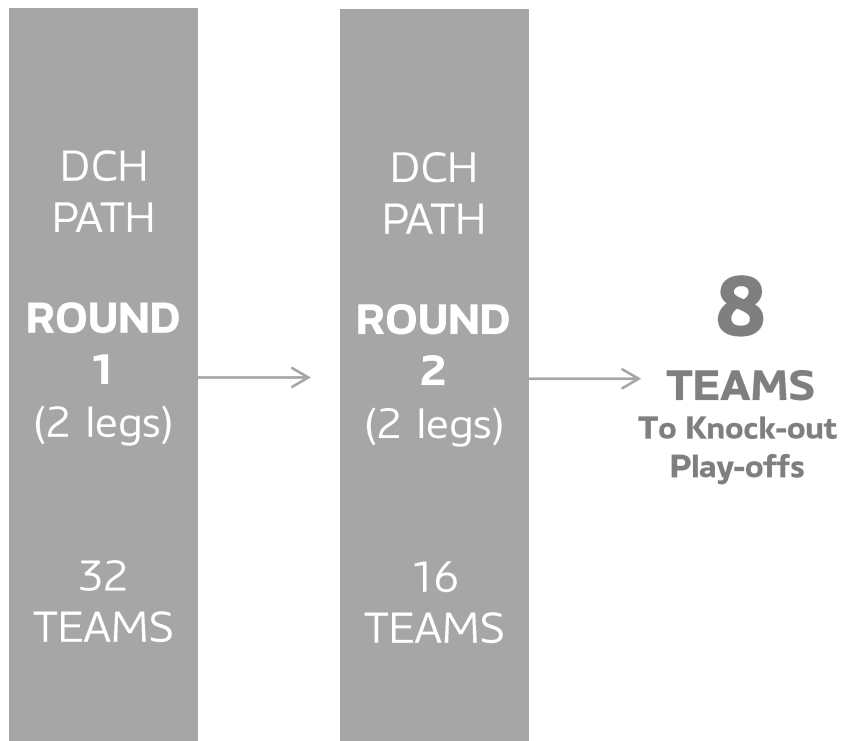 DCH
PATH
ROUND
1
(2 legs)
32
TEAMS
DCH
PATH
ROUND
2
(2 legs)
16
TEAMS
8
TEAMS
To Knock-out
Play-offs